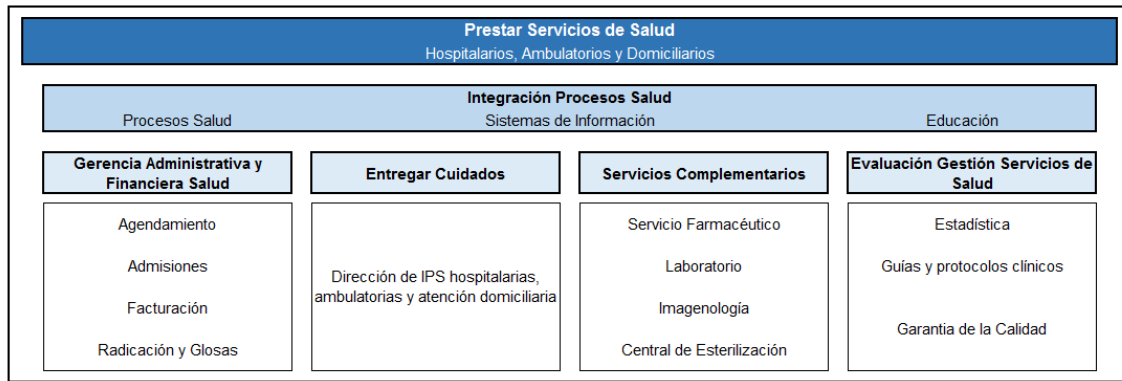 Prestar Servicios de Salud
Hospitalarios, Ambulatorios y Domiciliarios
Integración Procesos Salud
Procesos Salud
Sistemas de Información
Educación
Gerencia Administrativa y
Financiera Salud
Agendamiento
Admisiones
Facturación
Radicación y Glosas
Entregar Cuidados
Dirección de IPS hospitalarias,
ambulatorias y atención domiciliaria
Servicios Complementarios
Servicio Farmacéutico
Laboratorio
Imagenología
Central de Esterilización
Evaluación Gestión Servicios de
Salud
Estadística
Guías y protocolos clínicos
Garantia de la Calidad